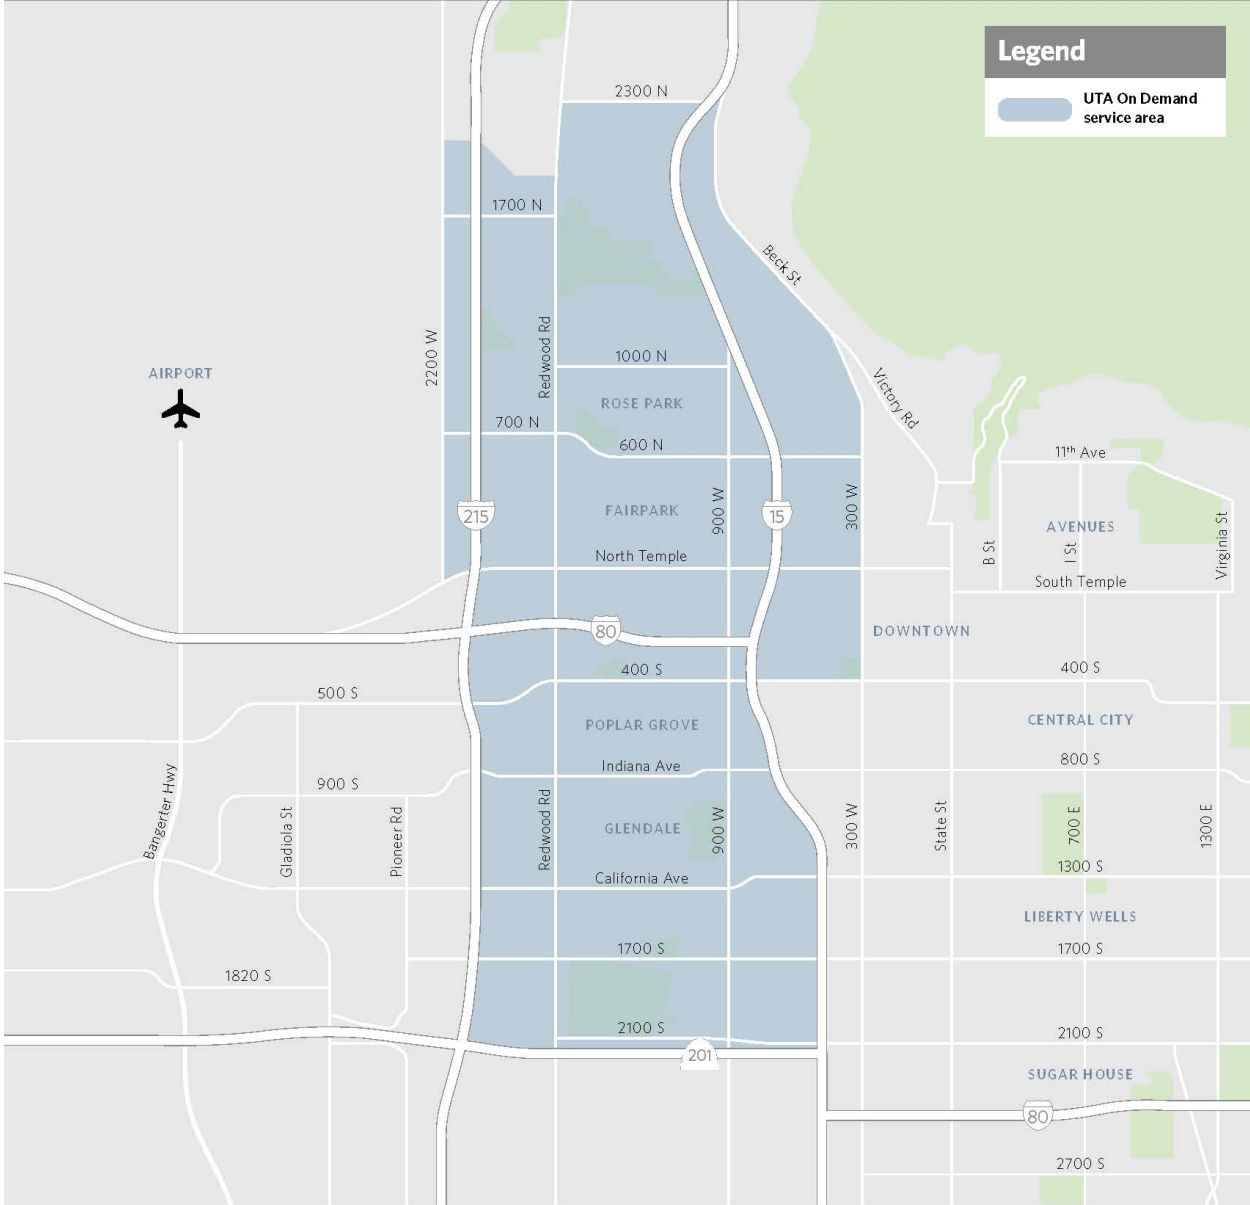 Legend
UTA On Demand
service area
2300 N
1700 N
Beck St
2200 W
Redwood Rd
1000 N
AIRPORT
Victory Rd
ROSE PARK
700 N
600 N
11th Ave
215
FAIRPARK
900 W
15
300 W
AVENUES
B St
I St
Virginia St
North Temple
South Temple
80
DOWNTOWN
400 S
400 S
500 S
POPLAR GROVE
CENTRAL CITY
Indiana Ave
800 S
900 S
Bangerter Hwy
Gladiola St
Pioneer Rd
Redwood Rd
GLENDALE
900 W
300 W
State St
700 E
1300 E
1300 S
California Ave
LIBERTY WELLS
1700 S
1700 S
1820 S
2100 S
2100 S
201
SUGAR HOUSE
80
2700 S